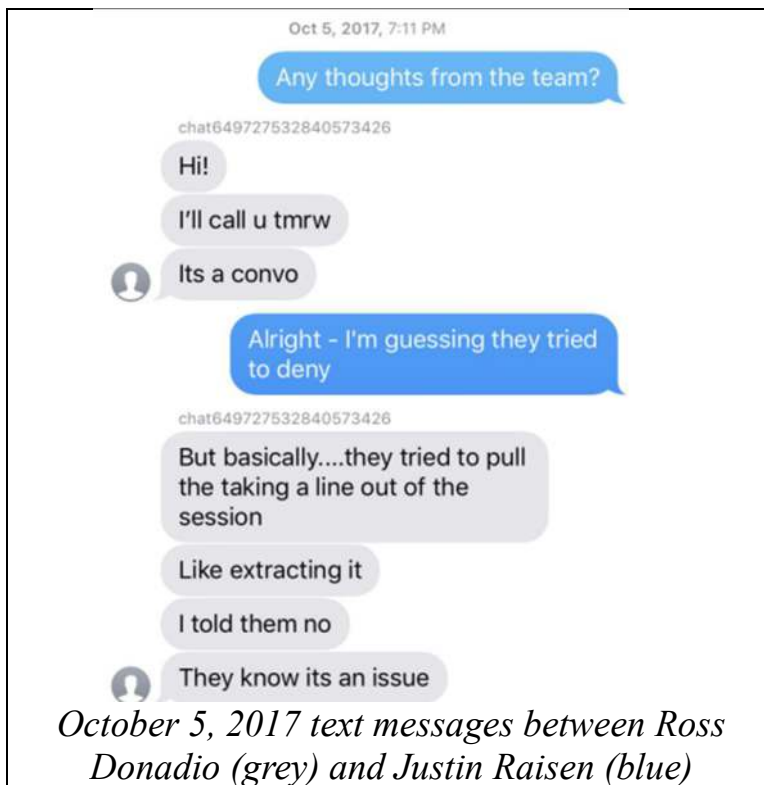 Oct 5, 2017, 7:11 PM
Any thoughts from the team?
chat649727532840573426
Hi!
I'll call u tmrw
Its a convo
Alright - I'm guessing they tried
to deny
chat649727532840573426
But basically....they tried to pull
the taking a line out of the
session
Like extracting it
I told them no
They know its an issue
October 5, 2017 text messages between Ross
Donadio (grey) and Justin Raisen (blue)